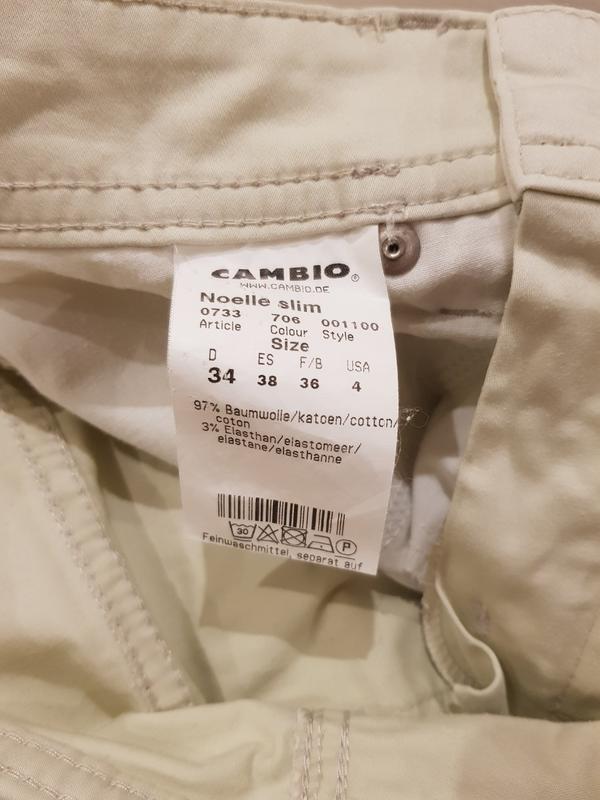 CAMBIO®
WWW.CAMBIO.DE
Noelle slim
0733 706 001100
Article Colour Style
Size
D ES F/B USA
34 38 36 4
97% Baumwolle/katoen/cotton/
coton
3% Elasthan/elastomeer/
elastane/elasthanne
30 P
Feinwaschmittel, separat auf